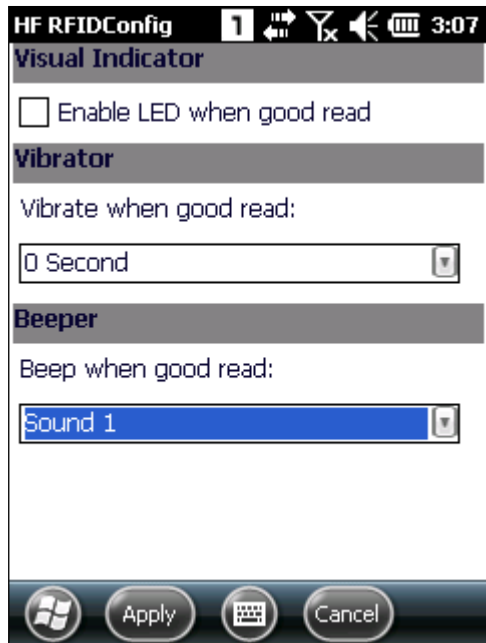 HF RFIDConfig 1 3:07
Visual Indicator
Enable LED when good read
Vibrator
Vibrate when good read:
0 Second
Beeper
Beep when good read:
Sound 1
Apply Cancel